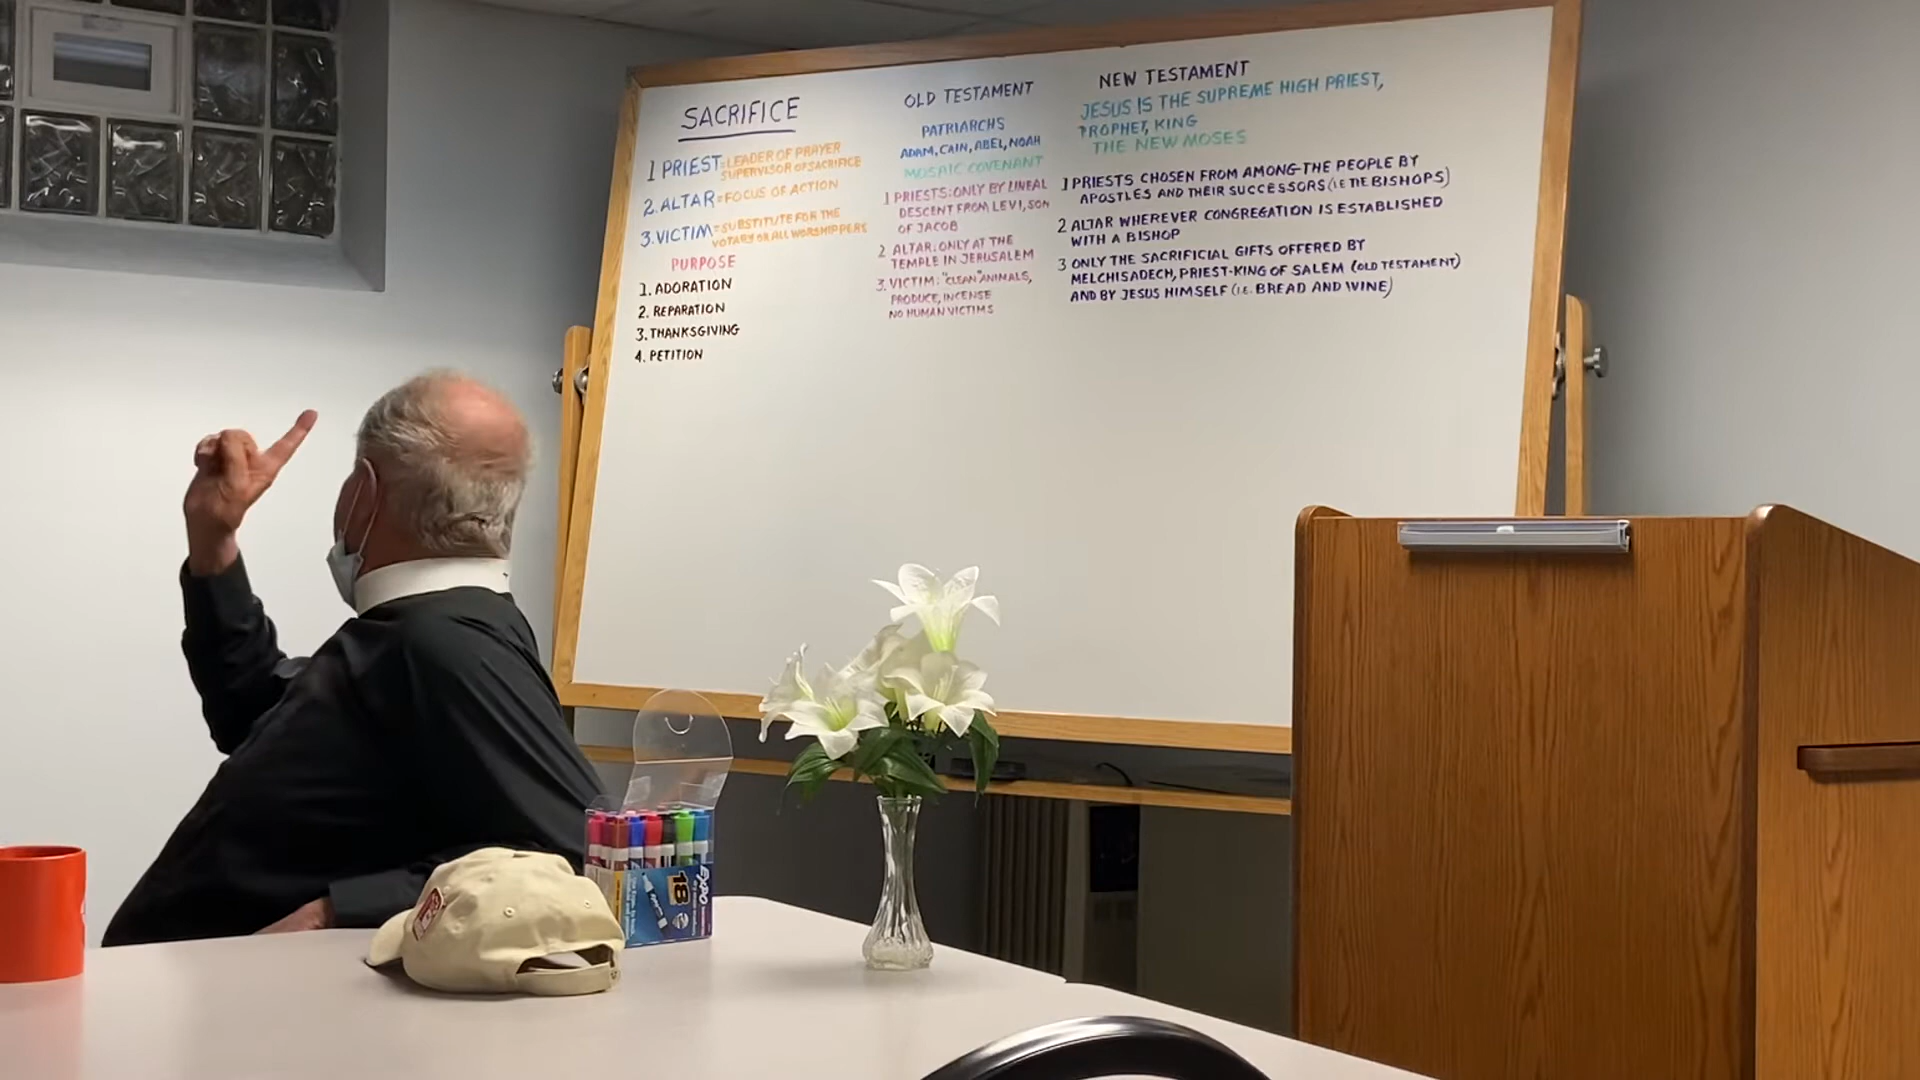 SACRIFICE
1 PRIEST=LEADER OF PRAYER
SUPERVISOR OF SACRIFICE
2. ALTAR=FOCUS OF ACTION
3. VICTIM=SUBSTITUTE FOR THE
VOTARY OR ALL WORSHIPPERS
PURPOSE
1. ADORATION
2. REPARATION
3. THANKSGIVING
4. PETITION
OLD TESTAMENT
PATRIARCHS
ADAM, CAIN, ABEL, NOAH
MOSAIC COVENANT
1 PRIESTS: ONLY BY LINEAL
DESCENT FROM LEVI, SON
OF JACOB
2 ALTAR: ONLY AT THE
TEMPLE IN JERUSALEM
3. VICTIM: "CLEAN" ANIMALS,
PRODUCE, INCENSE
NO HUMAN VICTIMS
NEW TESTAMENT
JESUS IS THE SUPREME HIGH PRIEST,
PROPHET, KING
THE NEW MOSES
1 PRIESTS CHOSEN FROM AMONG THE PEOPLE BY
APOSTLES AND THEIR SUCCESSORS (I.E THE BISHOPS)
2 ALTAR WHEREVER CONGREGATION IS ESTABLISHED
WITH A BISHOP
3 ONLY THE SACRIFICIAL GIFTS OFFERED BY
MELCHISADECH, PRIEST-KING OF SALEM (OLD TESTAMENT)
AND BY JESUS HIMSELF (I.E. BREAD AND WINE)
EXPO
18